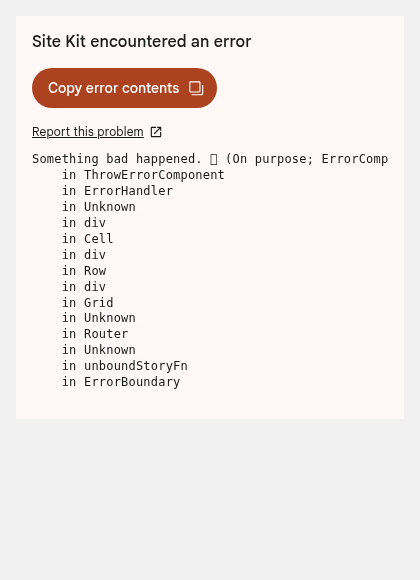 Site Kit encountered an error
Copy error contents
Report this problem
Something bad happened. (On purpose; ErrorComp
in ThrowErrorComponent
in ErrorHandler
in Unknown
in div
in Cell
in div
in Row
in div
in Grid
in Unknown
in Router
in Unknown
in unboundStoryFn
in ErrorBoundary